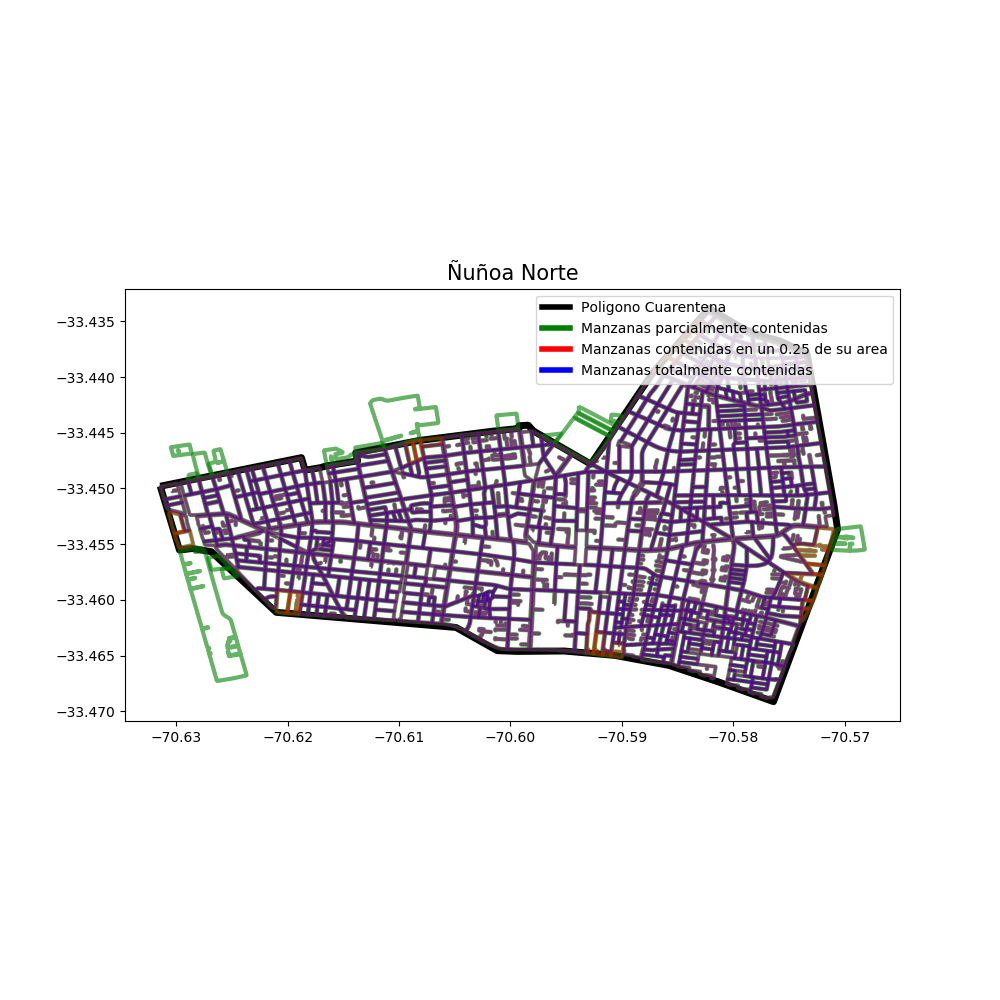 Ñuñoa Norte
Poligono Cuarentena
Manzanas parcialmente contenidas
Manzanas contenidas en un 0.25 de su area
Manzanas totalmente contenidas
−33.435
−33.440
−33.445
−33.450
−33.455
−33.460
−33.465
−33.470
−70.63 −70.62 −70.61 −70.60 −70.59 −70.58 −70.57